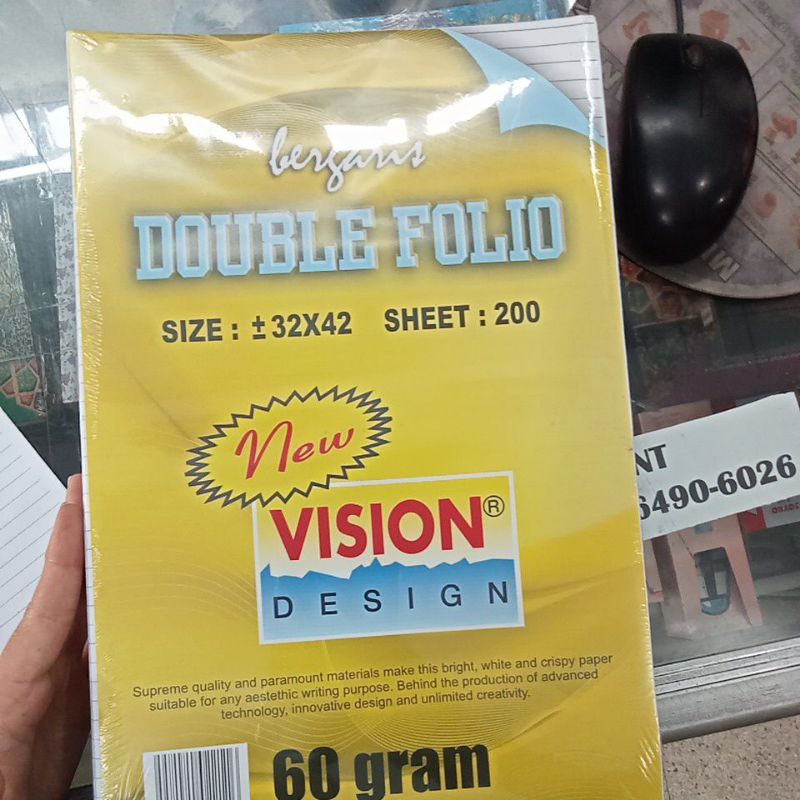 bergaris
DOUBLE FOLIO
SIZE : ± 32X42 SHEET : 200
New
VISION®
DESIGN
Supreme quality and paramount materials make this bright, white and crispy paper
suitable for any aestethic writing purpose. Behind the production of advanced
technology, innovative design and unlimited creativity.
60 gram
NT
6490-6026